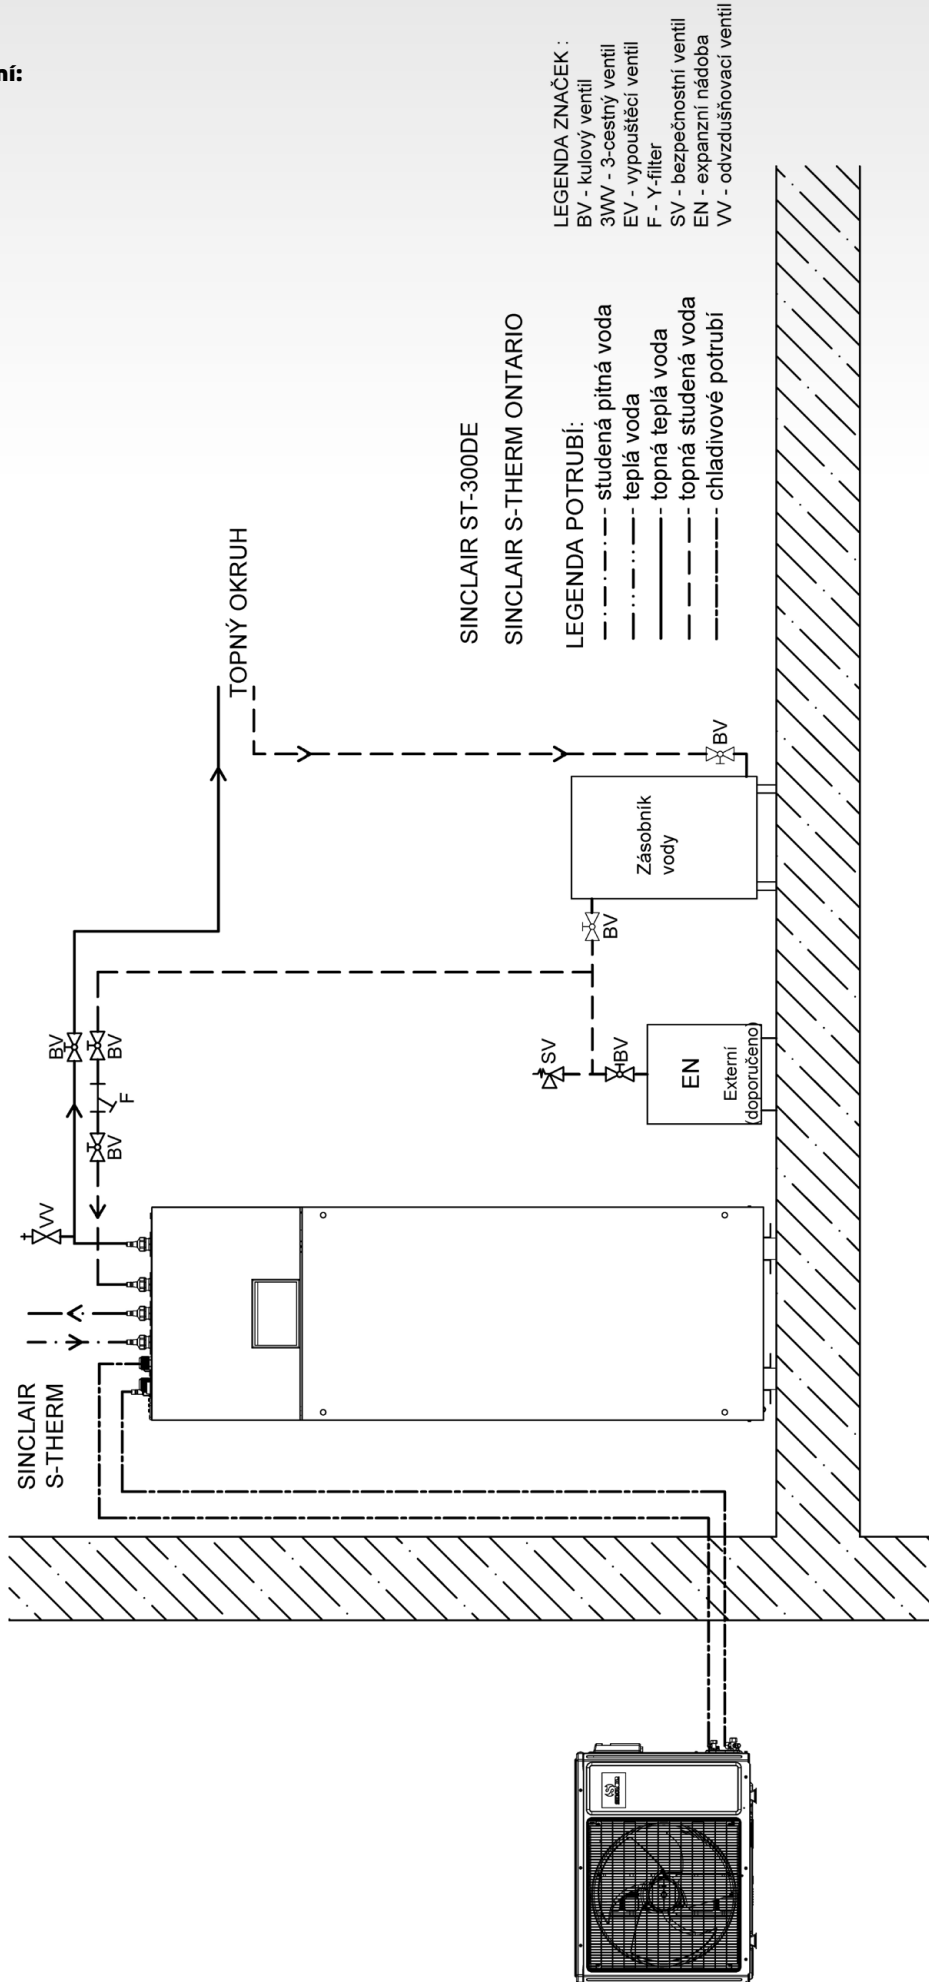 ní:
SINCLAIR
S-THERM
VV
BV
BV
F
BV
TOPNÝ OKRUH
SV
BV
EN
Externí
(doporučeno)
BV
Zásobník
vody
BV
SINCLAIR ST-300DE
SINCLAIR S-THERM ONTARIO
LEGENDA POTRUBÍ:
- studená pitná voda
- teplá voda
- topná teplá voda
- topná studená voda
- chladivové potrubí
LEGENDA ZNAČEK :
BV - kulový ventil
3WV - 3-cestný ventil
EV - vypouštěcí ventil
F - Y-filter
SV - bezpečnostní ventil
EN - expanzní nádoba
VV - odvzdušňovací ventil